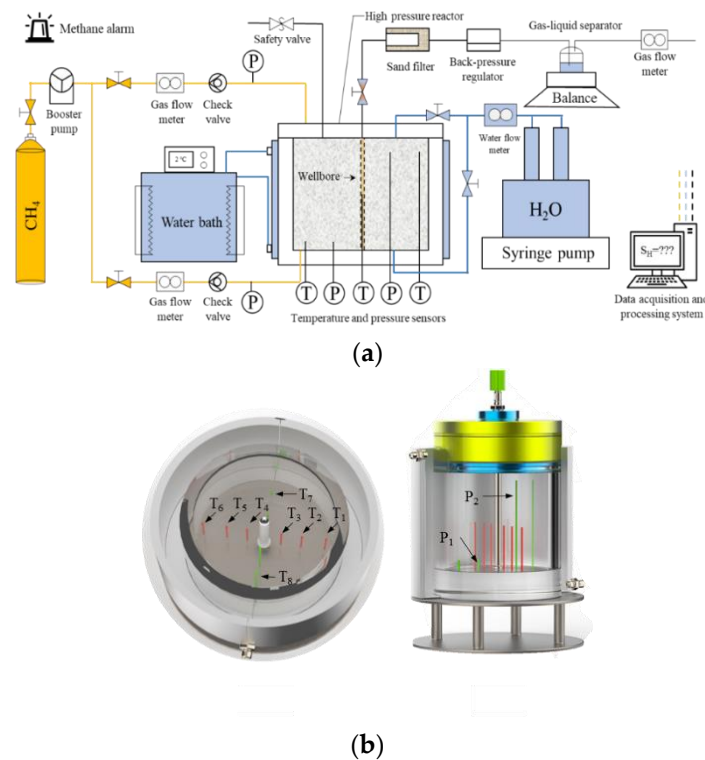 Methane alarm
Safety valve
High pressure reactor
Sand filter
Back-pressure
regulator
Gas-liquid separator
Balance
Gas flow
meter
Booster
pump
Gas flow
meter
Check
valve
P
CH4
2℃
Water bath
Wellbore
Water flow
meter
H2O
Syringe pump
SH=???
Data acquisition and
processing system
Gas flow
meter
Check
valve
P
T
P
T
P
T
Temperature and pressure sensors
(a)
T6
T5
T4
T7
T3
T2
T1
T8
P2
P1
(b)